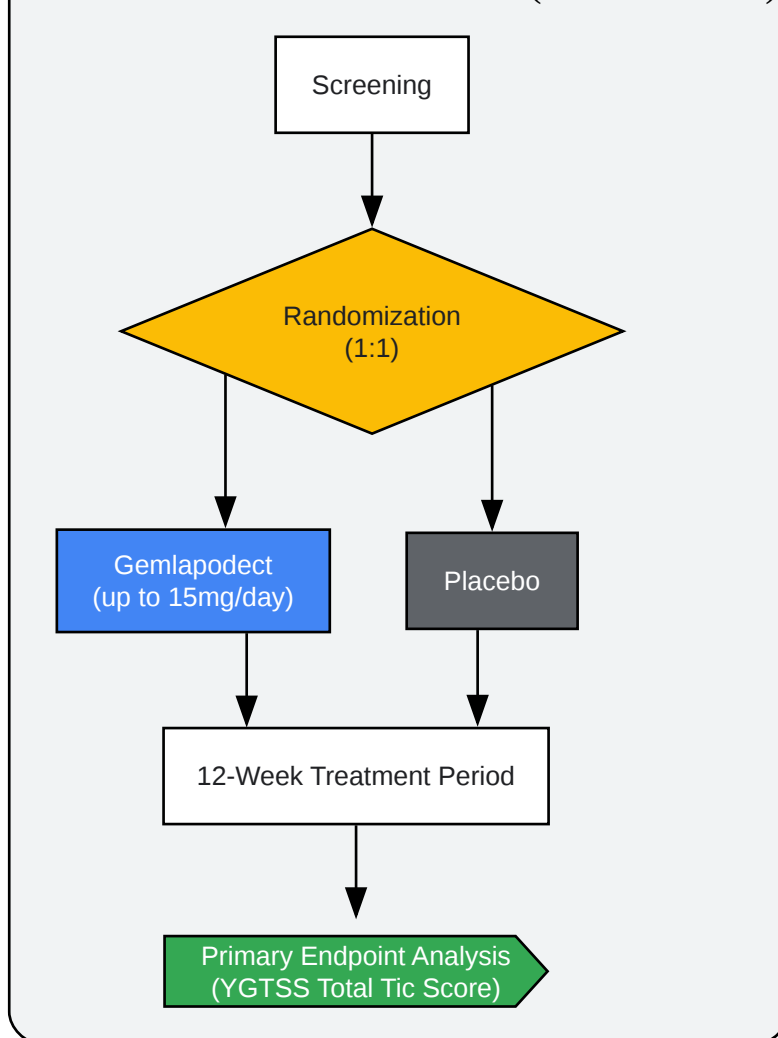 Screening
Randomization
(1:1)
Gemlapodect
(up to 15mg/day)
Placebo
12-Week Treatment Period
Primary Endpoint Analysis
(YGTSS Total Tic Score)